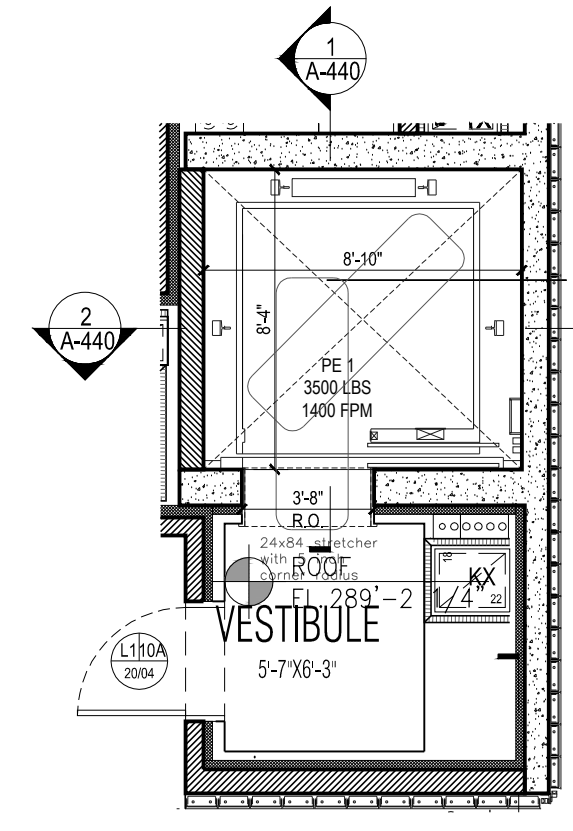 1
A-440
8'-10"
2
A-440
8'-4"
PE 1
3500 LBS
1400 FPM
3'-8"
R.O.
24x84 stretcher
with 5 inch
corner radius
ROOF
EL. 289'-2 1/4"
18
KX
22
VESTIBULE
L110A
20/04
5'-7"X6'-3"